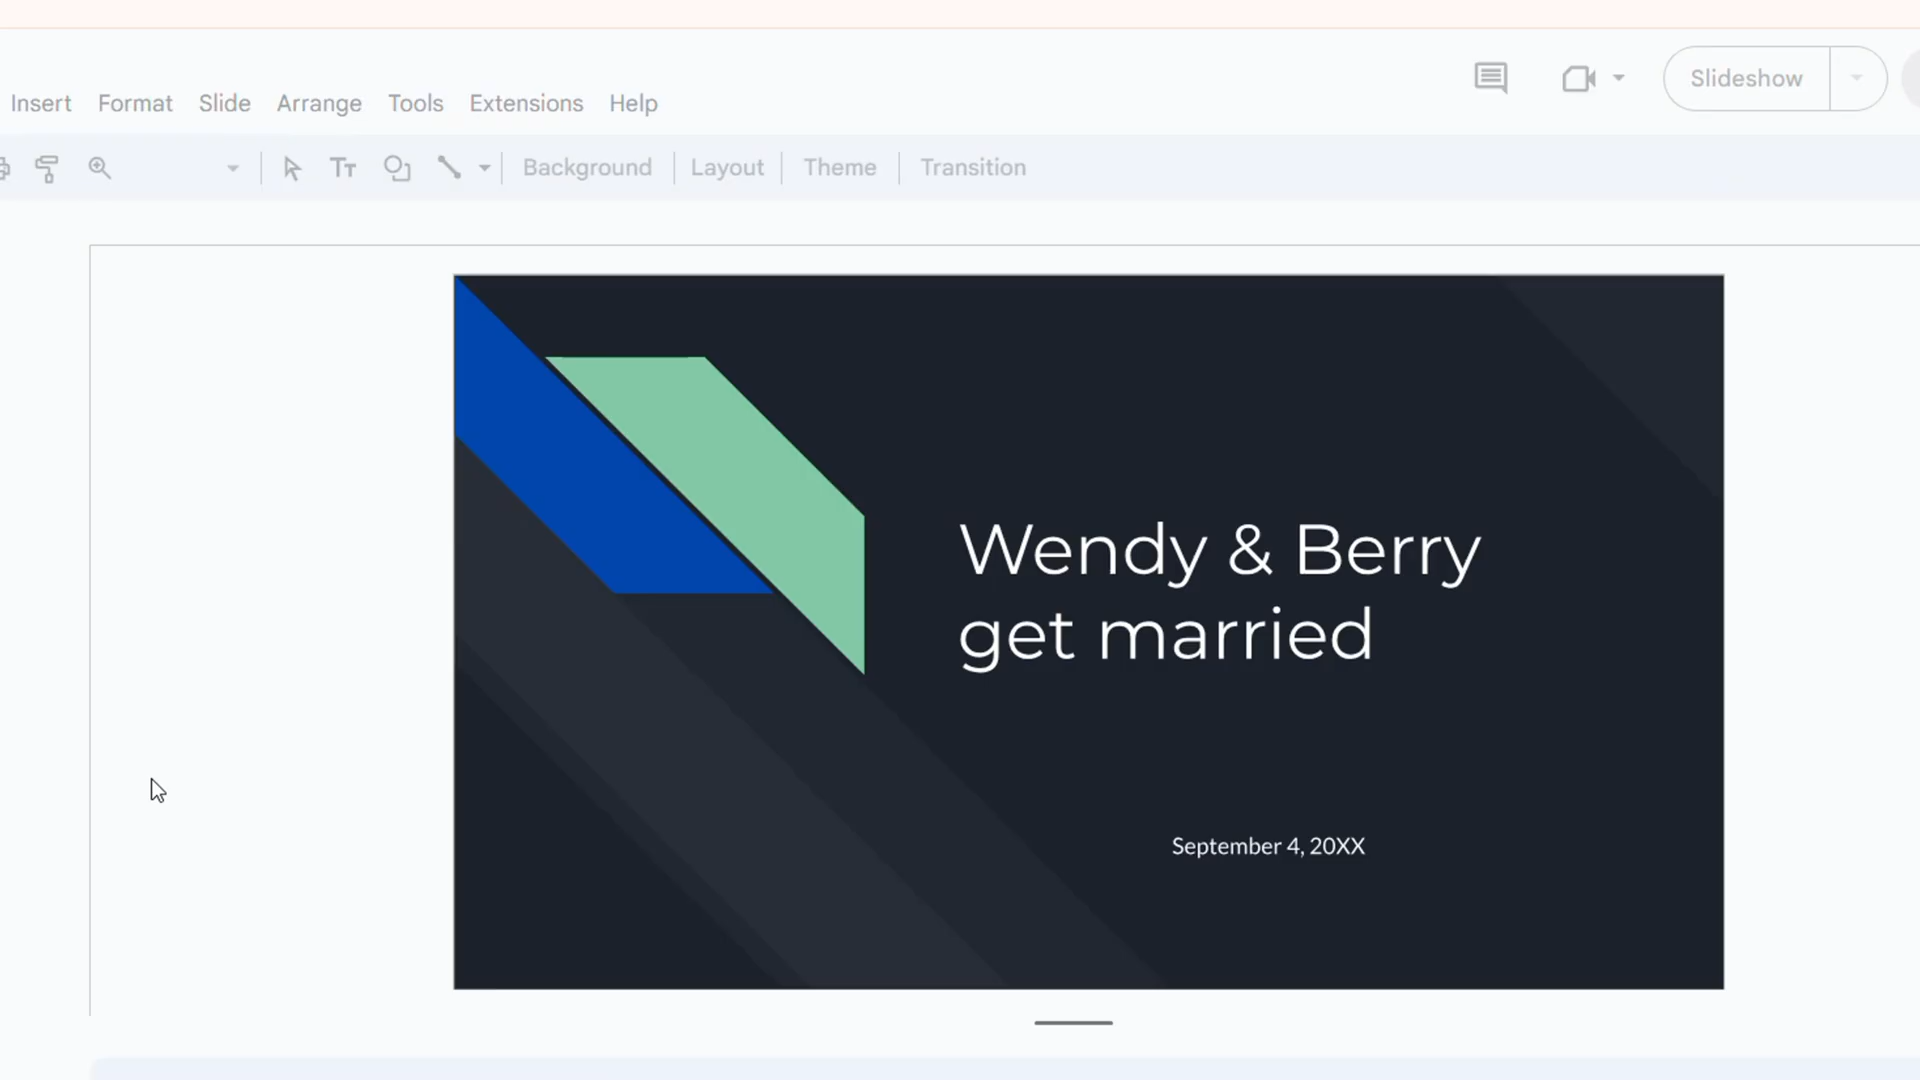 Slideshow
Insert Format Slide Arrange Tools Extensions Help
Background Layout Theme Transition
Wendy & Berry
get married
September 4, 20XX